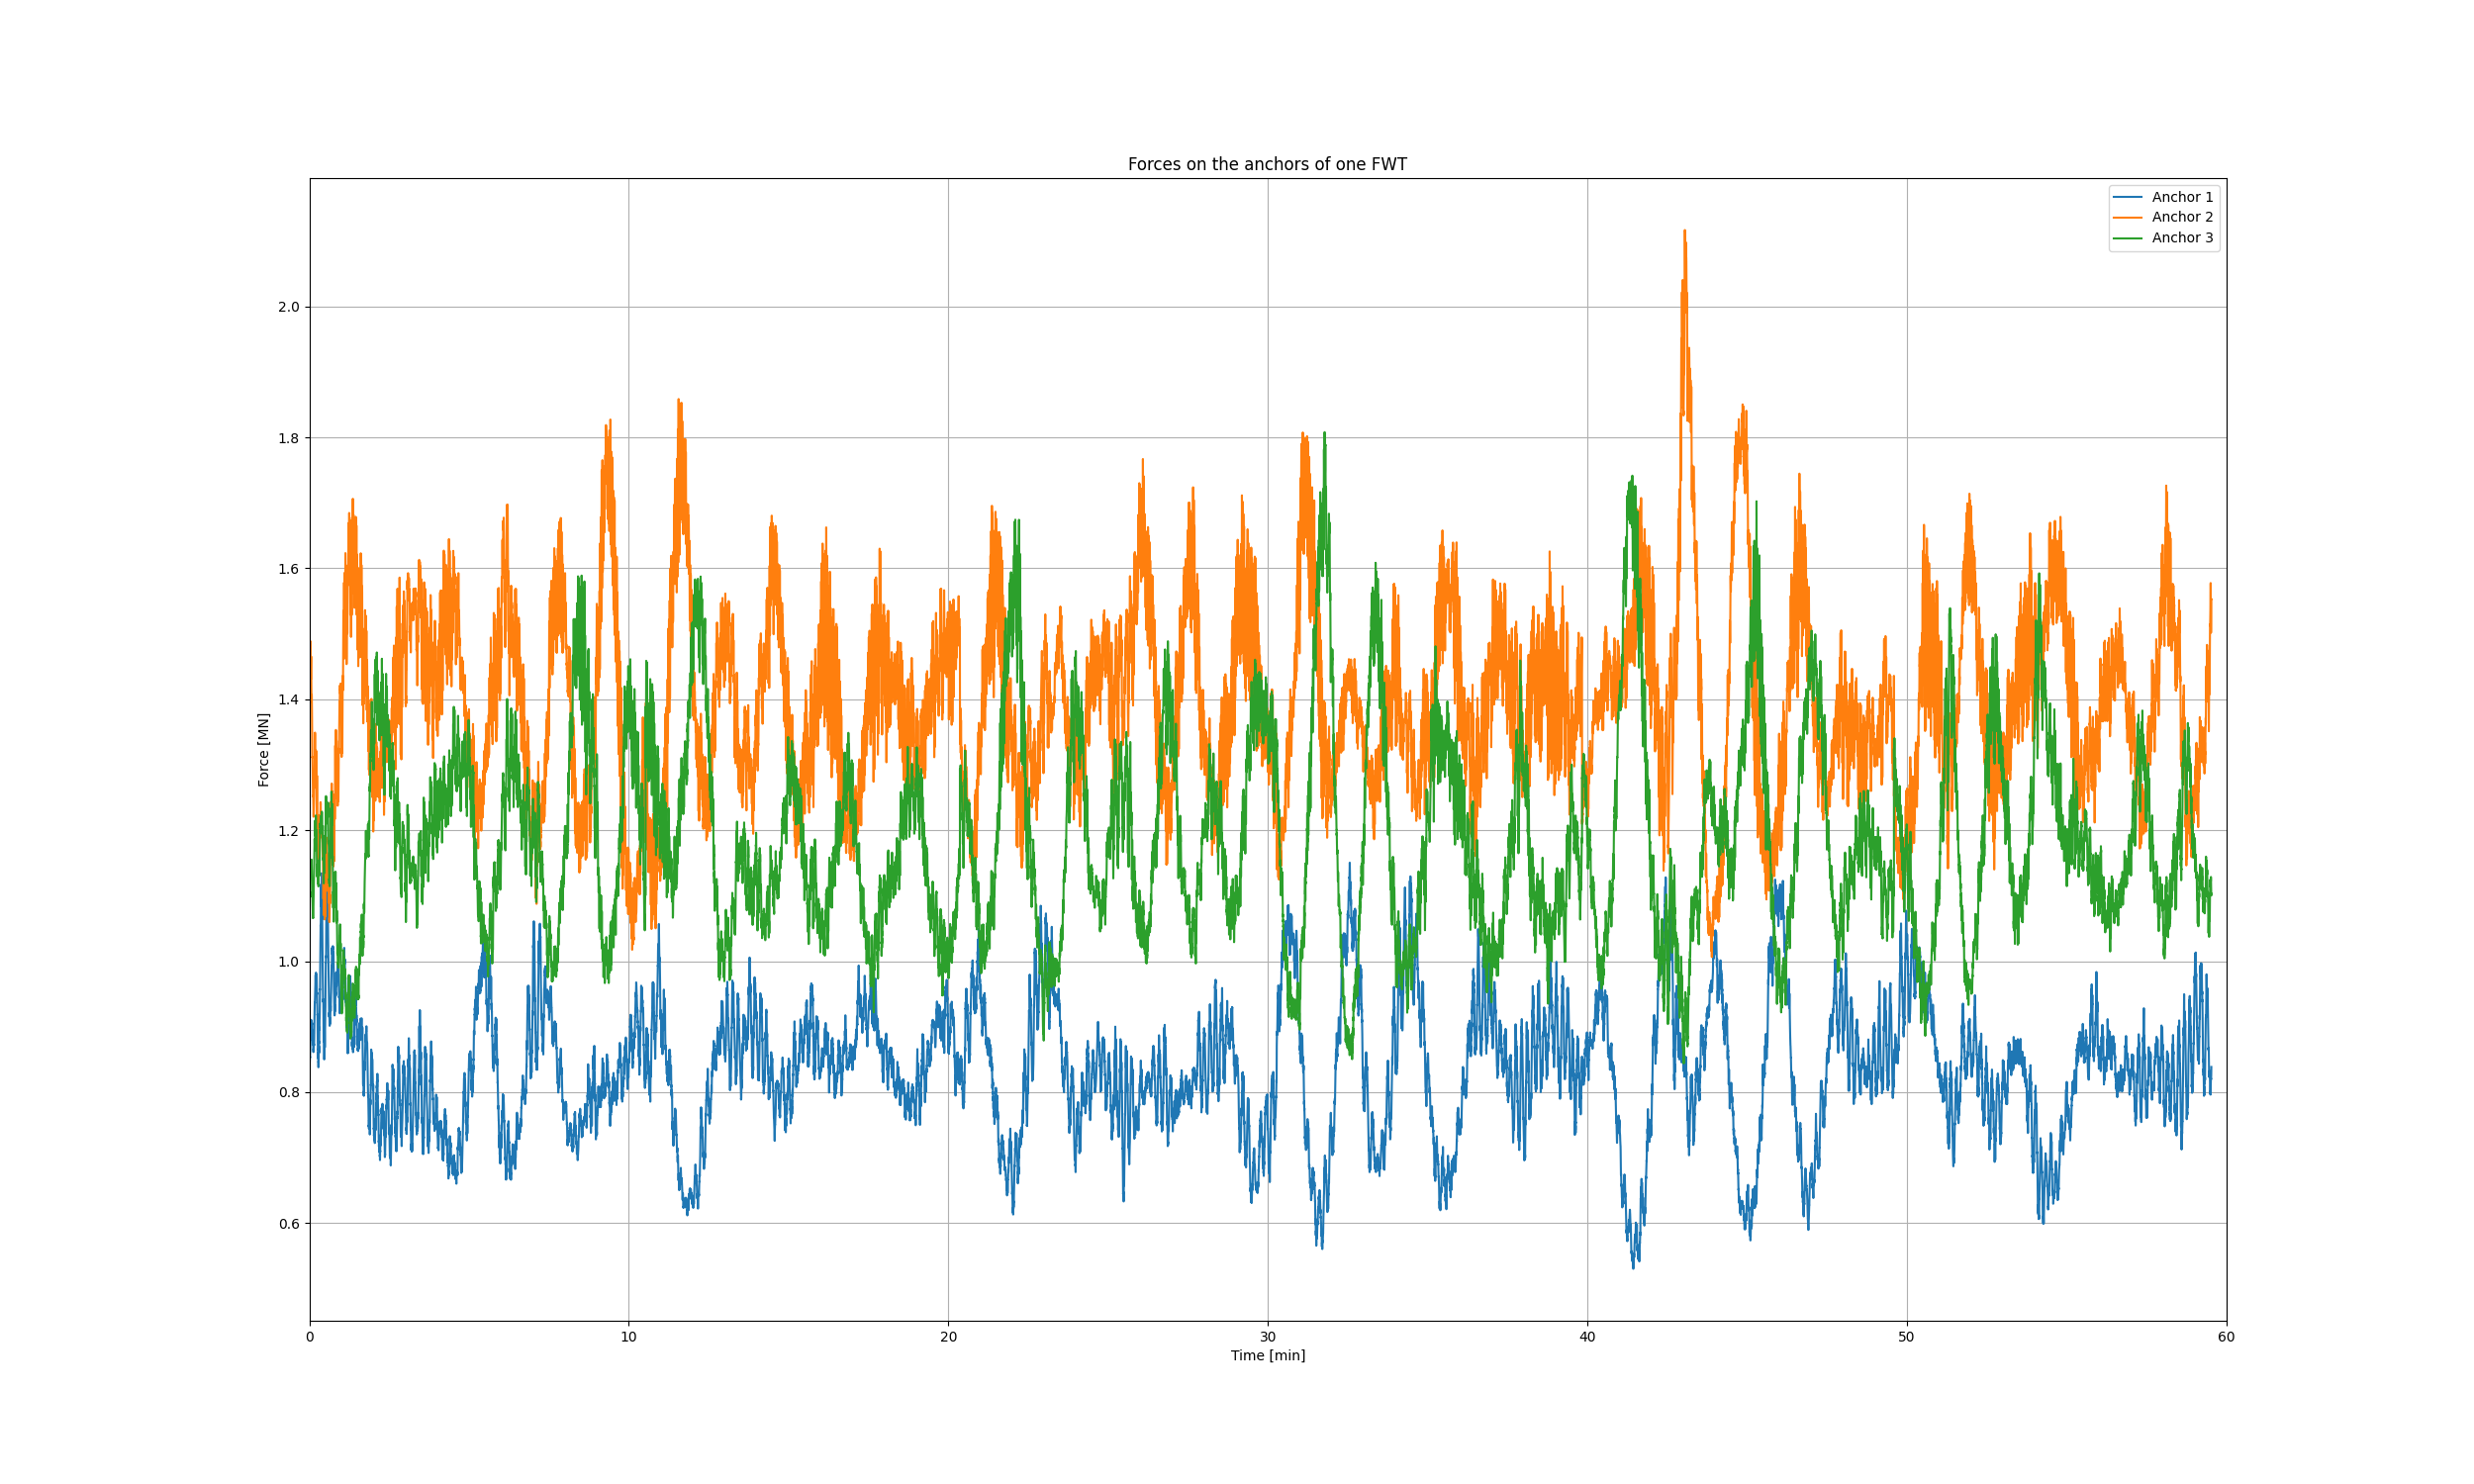 Forces on the anchors of one FWT
Anchor 1
Anchor 2
Anchor 3
Force [MN]
2.0
1.8
1.6
1.4
1.2
1.0
0.8
0.6
0 10 20 30 40 50 60
Time [min]